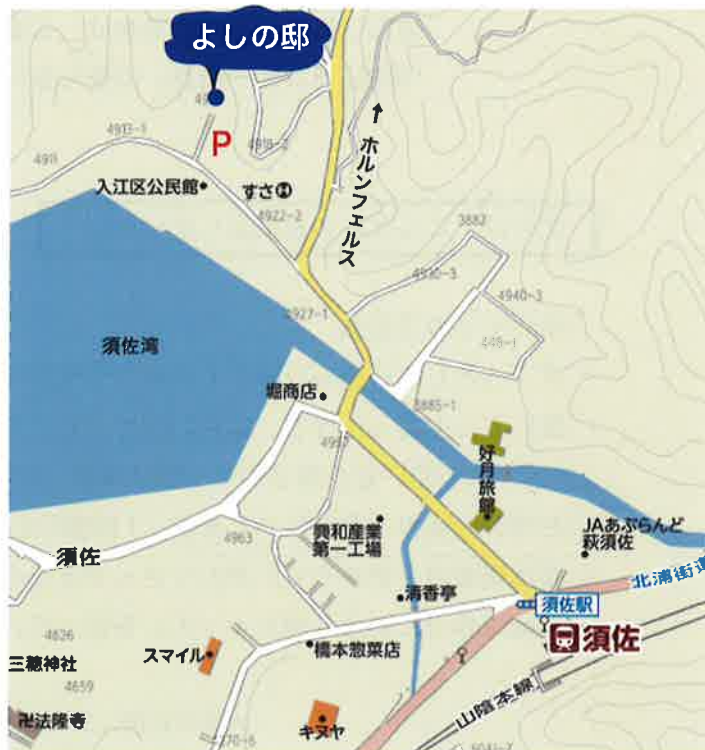 よしの邸
4918-2
P
4913-1
4911
入江区公民館
すさ
4922-2
↑
ホルンフェルス
3882
4930-3
4940-3
4927-1
須佐湾
堀商店
3885-1
好月旅館
興和産業
第一工場
4963
JAあぶらんど
萩須佐
須佐
清香亭
北浦街道
須佐駅
須佐
4626
三穂神社
スマイル
橋本惣菜店
4659
卍法隆寺
キヌヤ
山陰本線